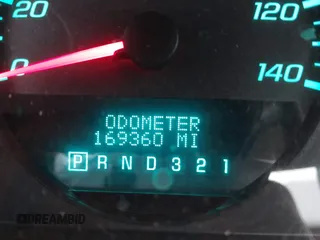 20
120
0
140
ODOMETER
169360 MI
P R N D 3 2 1
PREAMBID